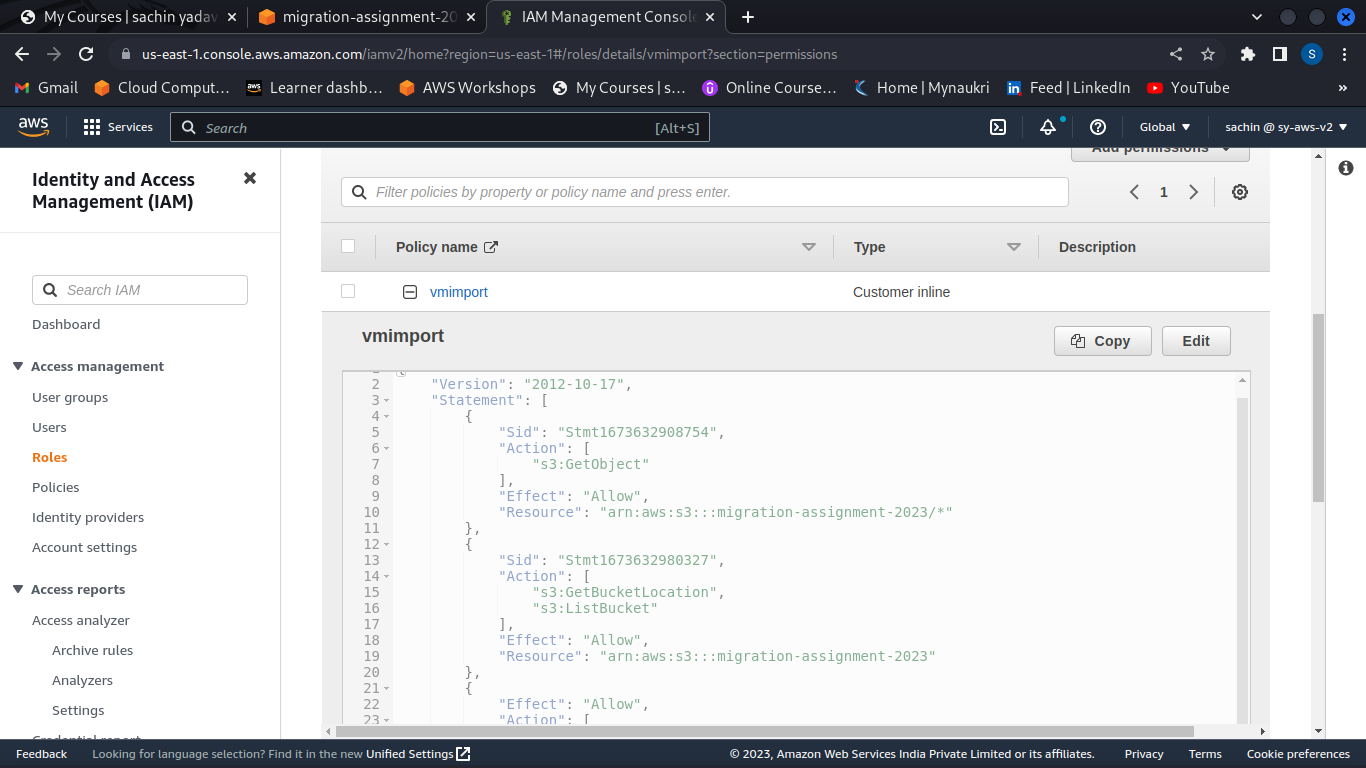 My Courses | sachin yadav
migration-assignment-20
IAM Management Console
us-east-1.console.aws.amazon.com/iamv2/home?region=us-east-1#/roles/details/vmimport?section=permissions
S
Gmail
Cloud Comput…
Learner dashb…
AWS Workshops
My Courses | s…
Online Course…
Home | Mynaukri
Feed | LinkedIn
YouTube
»
aws
Services
Search
[Alt+S]
Global
sachin @ sy-aws-v2
Identity and Access
Management (IAM)
Search IAM
Dashboard
Access management
User groups
Users
Roles
Policies
Identity providers
Account settings
Access reports
Access analyzer
Archive rules
Analyzers
Settings
Credential report
Add permissions
Filter policies by property or policy name and press enter.
1
Policy name
Type
Description
vmimport
Customer inline
vmimport
Copy
Edit
1 {
2 "Version": "2012-10-17",
3 "Statement": [
4 {
5 "Sid": "Stmt1673632908754",
6 "Action": [
7 "s3:GetObject"
8 ],
9 "Effect": "Allow",
10 "Resource": "arn:aws:s3:::migration-assignment-2023/*"
11 },
12 {
13 "Sid": "Stmt1673632980327",
14 "Action": [
15 "s3:GetBucketLocation",
16 "s3:ListBucket"
17 ],
18 "Effect": "Allow",
19 "Resource": "arn:aws:s3:::migration-assignment-2023"
20 },
21 {
22 "Effect": "Allow",
23 "Action": [
Feedback
Looking for language selection? Find it in the new Unified Settings
© 2023, Amazon Web Services India Private Limited or its affiliates.
Privacy
Terms
Cookie preferences